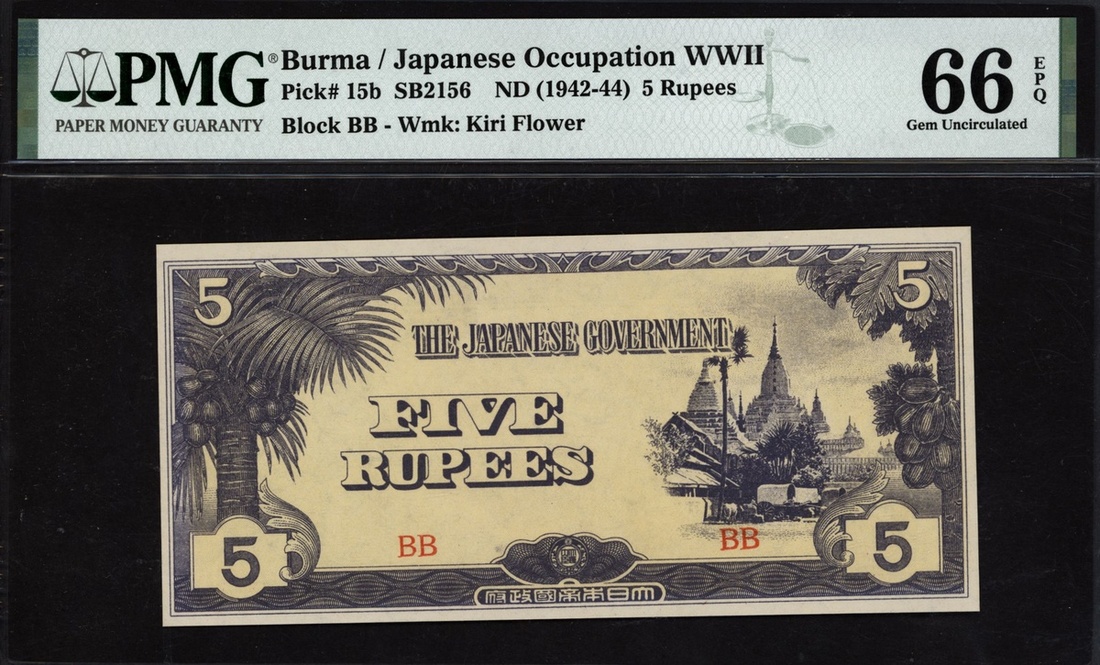 PMG® Burma / Japanese Occupation WWII
Pick# 15b SB2156 ND (1942-44) 5 Rupees
PAPER MONEY GUARANTY Block BB - Wmk: Kiri Flower
66 EPQ
Gem Uncirculated
5 5
THE JAPANESE GOVERNMENT
FIVE
RUPEES
BB BB
5 5
府政國帝本日大